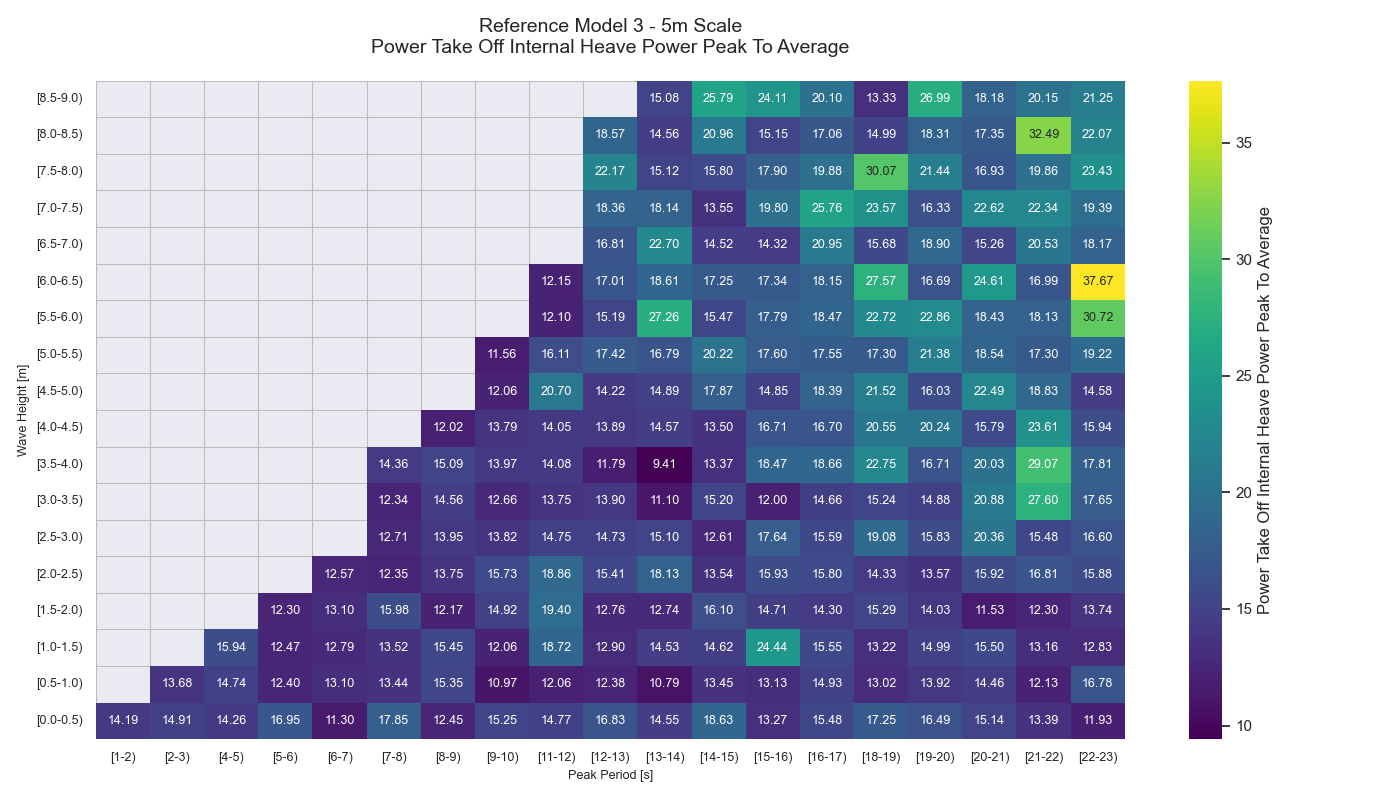 Reference Model 3 - 5m Scale
Power Take Off Internal Heave Power Peak To Average
[8.5-9.0) 15.08 25.79 24.11 20.10 13.33 26.99 18.18 20.15 21.25
[8.0-8.5) 18.57 14.56 20.96 15.15 17.06 14.99 18.31 17.35 32.49 22.07
[7.5-8.0) 22.17 15.12 15.80 17.90 19.88 30.07 21.44 16.93 19.86 23.43
[7.0-7.5) 18.36 18.14 13.55 19.80 25.76 23.57 16.33 22.62 22.34 19.39
[6.5-7.0) 16.81 22.70 14.52 14.32 20.95 15.68 18.90 15.26 20.53 18.17
[6.0-6.5) 12.15 17.01 18.61 17.25 17.34 18.15 27.57 16.69 24.61 16.99 37.67
[5.5-6.0) 12.10 15.19 27.26 15.47 17.79 18.47 22.72 22.86 18.43 18.13 30.72
[5.0-5.5) 11.56 16.11 17.42 16.79 20.22 17.60 17.55 17.30 21.38 18.54 17.30 19.22
[4.5-5.0) 12.06 20.70 14.22 14.89 17.87 14.85 18.39 21.52 16.03 22.49 18.83 14.58
[4.0-4.5) 12.02 13.79 14.05 13.89 14.57 13.50 16.71 16.70 20.55 20.24 15.79 23.61 15.94
[3.5-4.0) 14.36 15.09 13.97 14.08 11.79 9.41 13.37 18.47 18.66 22.75 16.71 20.03 29.07 17.81
[3.0-3.5) 12.34 14.56 12.66 13.75 13.90 11.10 15.20 12.00 14.66 15.24 14.88 20.88 27.60 17.65
[2.5-3.0) 12.71 13.95 13.82 14.75 14.73 15.10 12.61 17.64 15.59 19.08 15.83 20.36 15.48 16.60
[2.0-2.5) 12.57 12.35 13.75 15.73 18.86 15.41 18.13 13.54 15.93 15.80 14.33 13.57 15.92 16.81 15.88
[1.5-2.0) 12.30 13.10 15.98 12.17 14.92 19.40 12.76 12.74 16.10 14.71 14.30 15.29 14.03 11.53 12.30 13.74
[1.0-1.5) 15.94 12.47 12.79 13.52 15.45 12.06 18.72 12.90 14.53 14.62 24.44 15.55 13.22 14.99 15.50 13.16 12.83
[0.5-1.0) 13.68 14.74 12.40 13.10 13.44 15.35 10.97 12.06 12.38 10.79 13.45 13.13 14.93 13.02 13.92 14.46 12.13 16.78
[0.0-0.5) 14.19 14.91 14.26 16.95 11.30 17.85 12.45 15.25 14.77 16.83 14.55 18.63 13.27 15.48 17.25 16.49 15.14 13.39 11.93
[1-2) [2-3) [4-5) [5-6) [6-7) [7-8) [8-9) [9-10) [11-12) [12-13) [13-14) [14-15) [15-16) [16-17) [18-19) [19-20) [20-21) [21-22) [22-23)
Peak Period [s]
Wave Height [m]
35
30
25
20
15
10
Power Take Off Internal Heave Power Peak To Average